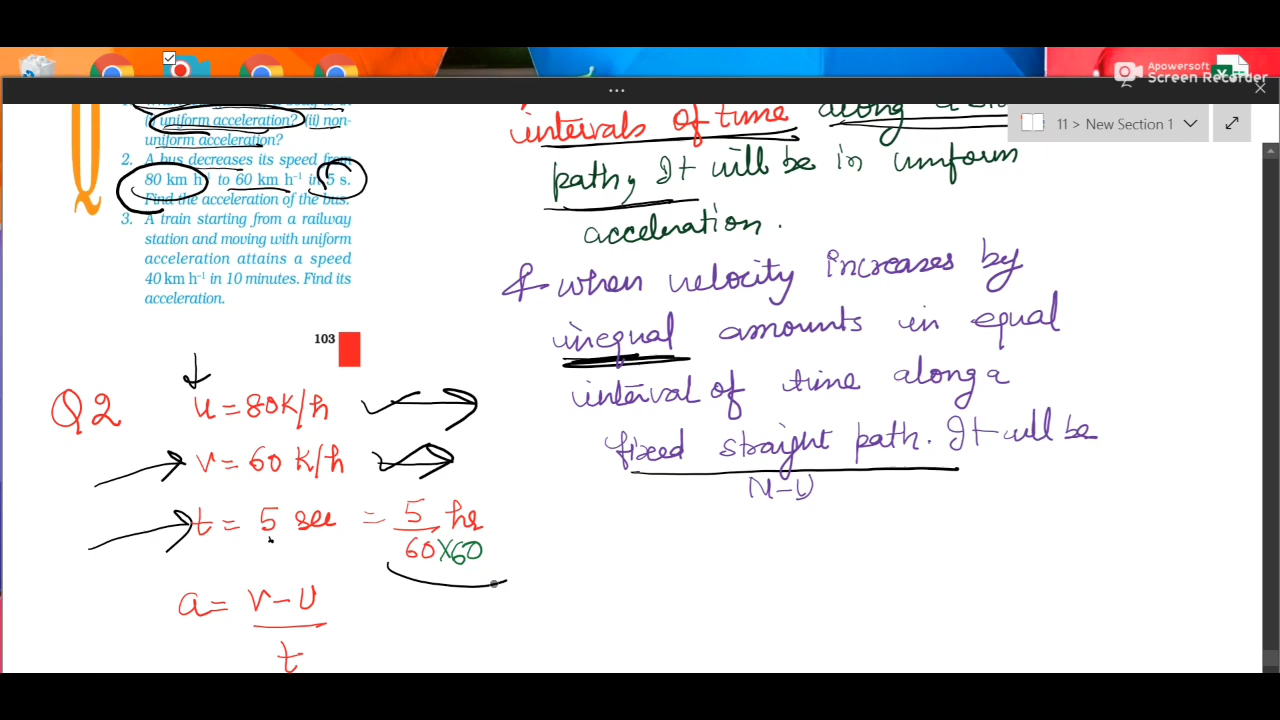 Apowersoft
Screen Recorder
11 > New Section 1
(i) uniform acceleration? (ii) non-
uniform acceleration?
2. A bus decreases its speed from
80 km h⁻¹ to 60 km h⁻¹ in 5 s.
Find the acceleration of the bus.
3. A train starting from a railway
station and moving with uniform
acceleration attains a speed
40 km h⁻¹ in 10 minutes. Find its
acceleration.
103
Q2
u = 80K/h
v = 60 K/h
t = 5 sec = 5/60×60 hr
a = v-u/t
intervals of time along a
path, It will be in uniform
acceleration.
when velocity increases by
unequal amounts in equal
interval of time along a
fixed straight path. It will be
N-U